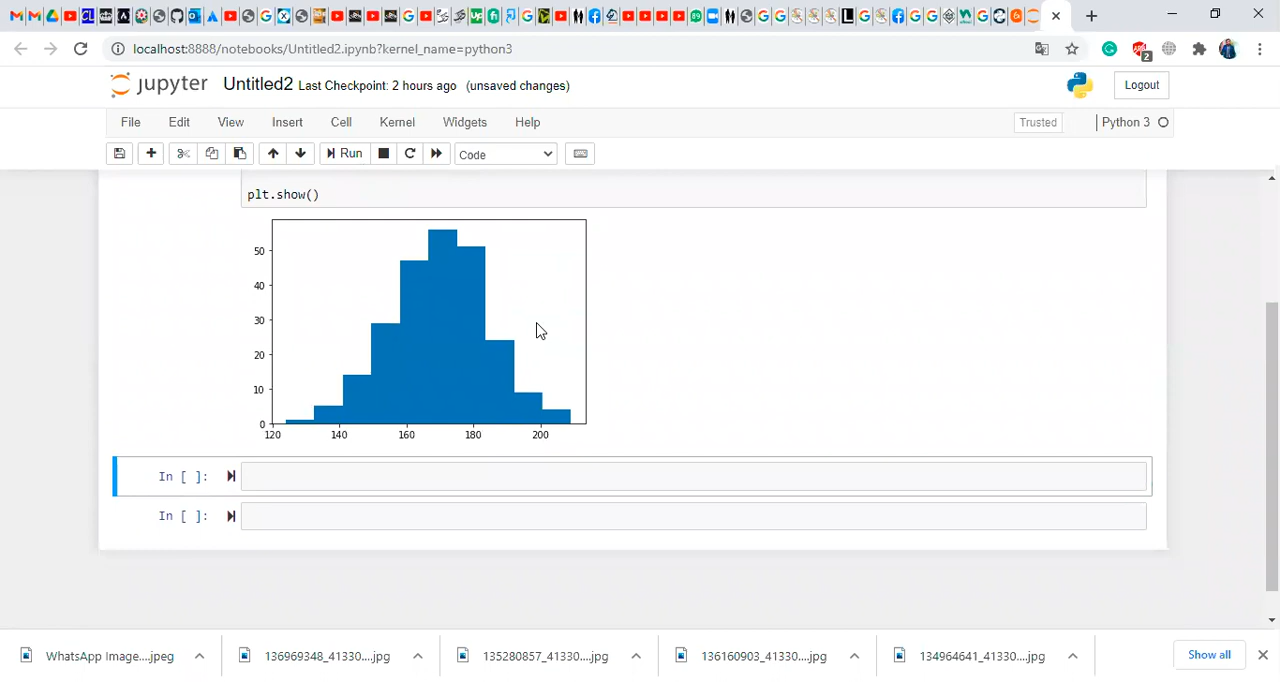 localhost:8888/notebooks/Untitled2.ipynb?kernel_name=python3
2
jupyter Untitled2 Last Checkpoint: 2 hours ago (unsaved changes)
Logout
File Edit View Insert Cell Kernel Widgets Help
Trusted
Python 3
Run
Code
plt.show()
50
40
30
20
10
0
120 140 160 180 200
In [ ]:
In [ ]:
WhatsApp Image....jpeg
136969348_41330....jpg
135280857_41330....jpg
136160903_41330....jpg
134964641_41330....jpg
Show all